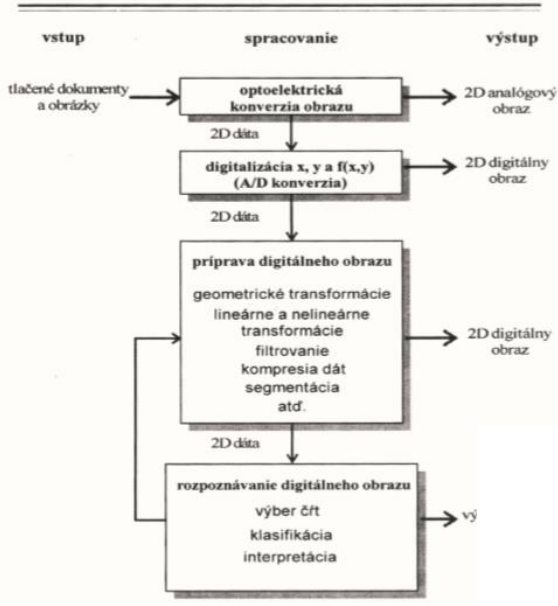 vstup
spracovanie
výstup
tlačené dokumenty
a obrázky
optoelektrická
konverzia obrazu
2D analógový
obraz
2D dáta
digitalizácia x, y a f(x,y)
(A/D konverzia)
2D digitálny
obraz
2D dáta
príprava digitálneho obrazu
geometrické transformácie
lineárne a nelineárne
transformácie
filtrovanie
kompresia dát
segmentácia
atď.
2D digitálny
obraz
2D dáta
rozpoznávanie digitálneho obrazu
výber čŕt
klasifikácia
interpretácia